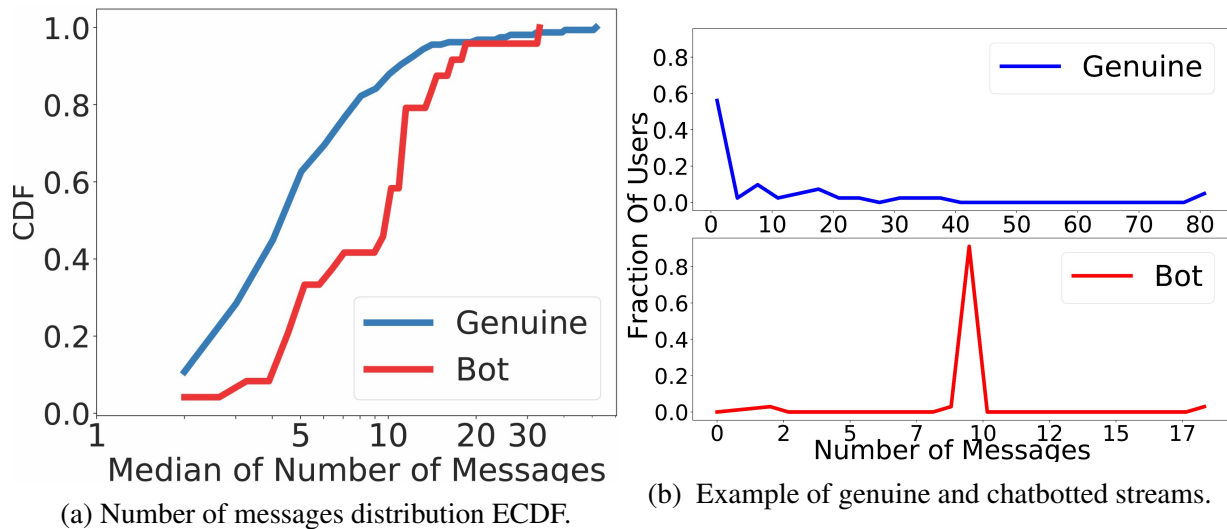 1.0
0.8
0.6
0.4
0.2
0.0
CDF
Genuine
Bot
1 5 10 20 30
Median of Number of Messages
(a) Number of messages distribution ECDF.
0.8
0.6
0.4
0.2
0.0
Genuine
0 10 20 30 40 50 60 70 80
Fraction Of Users
0.8
0.6
0.4
0.2
0.0
Bot
0 2 5 7 10 12 15 17
Number of Messages
(b) Example of genuine and chatbotted streams.